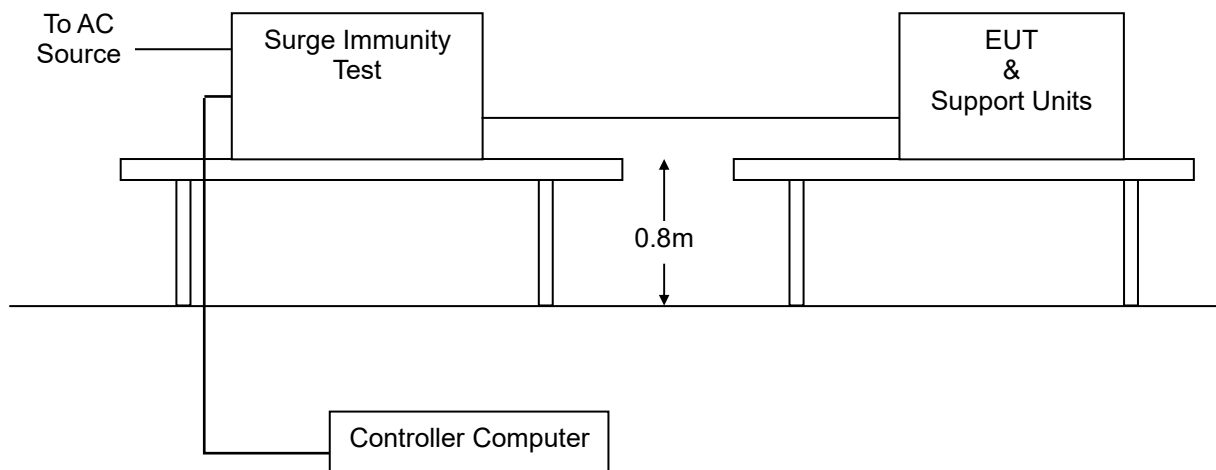 To AC
Source
Surge Immunity
Test
EUT
&
Support Units
0.8m
Controller Computer